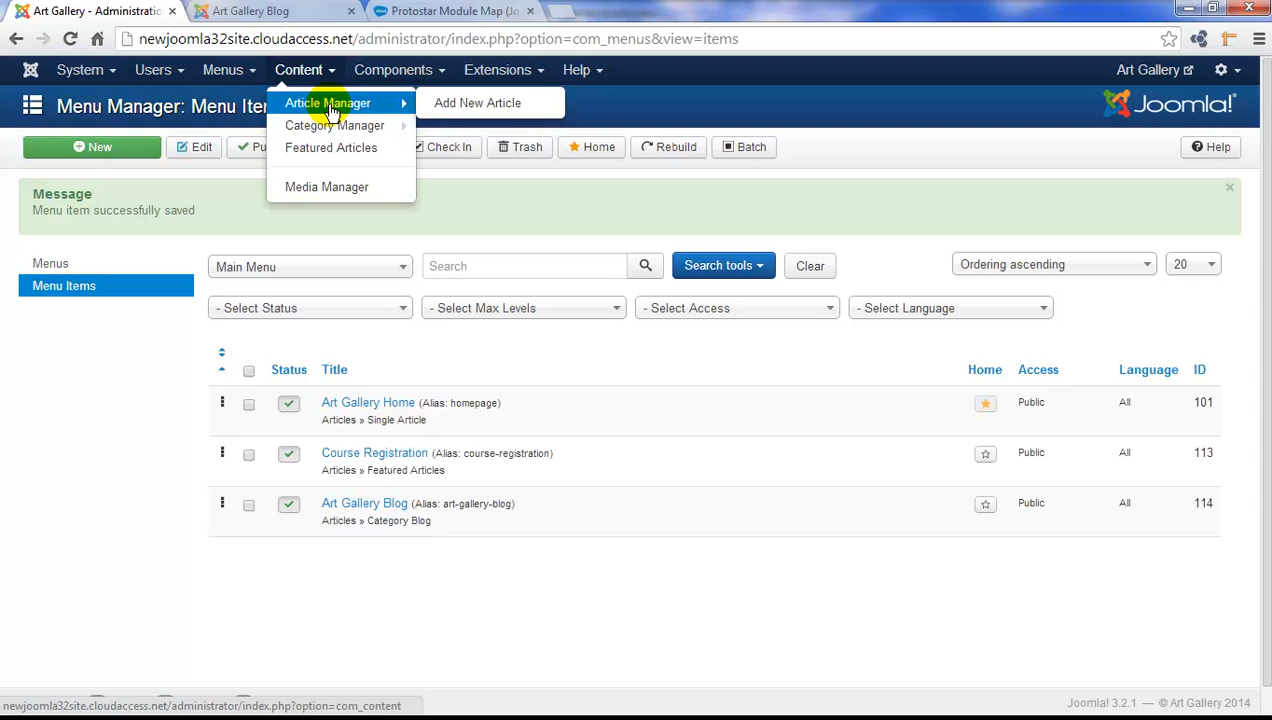 Art Gallery - Administratio
Art Gallery Blog
Protostar Module Map (Jo
newjoomla32site.cloudaccess.net/administrator/index.php?option=com_menus&view=items
System Users Menus Content Components Extensions Help Art Gallery
Menu Manager: Menu Ite
Joomla!
Article Manager
Add New Article
Category Manager
Featured Articles
Media Manager
New Edit Pu Check In Trash Home Rebuild Batch Help
Message
Menu item successfully saved
Menus
Menu Items
Main Menu Search Search tools Clear Ordering ascending 20
- Select Status - Select Max Levels - Select Access - Select Language
Status Title Home Access Language ID
Art Gallery Home (Alias: homepage) Public All 101
Articles » Single Article
Course Registration (Alias: course-registration) Public All 113
Articles » Featured Articles
Art Gallery Blog (Alias: art-gallery-blog) Public All 114
Articles » Category Blog
newjoomla32site.cloudaccess.net/administrator/index.php?option=com_content
Joomla! 3.2.1 — © Art Gallery 2014